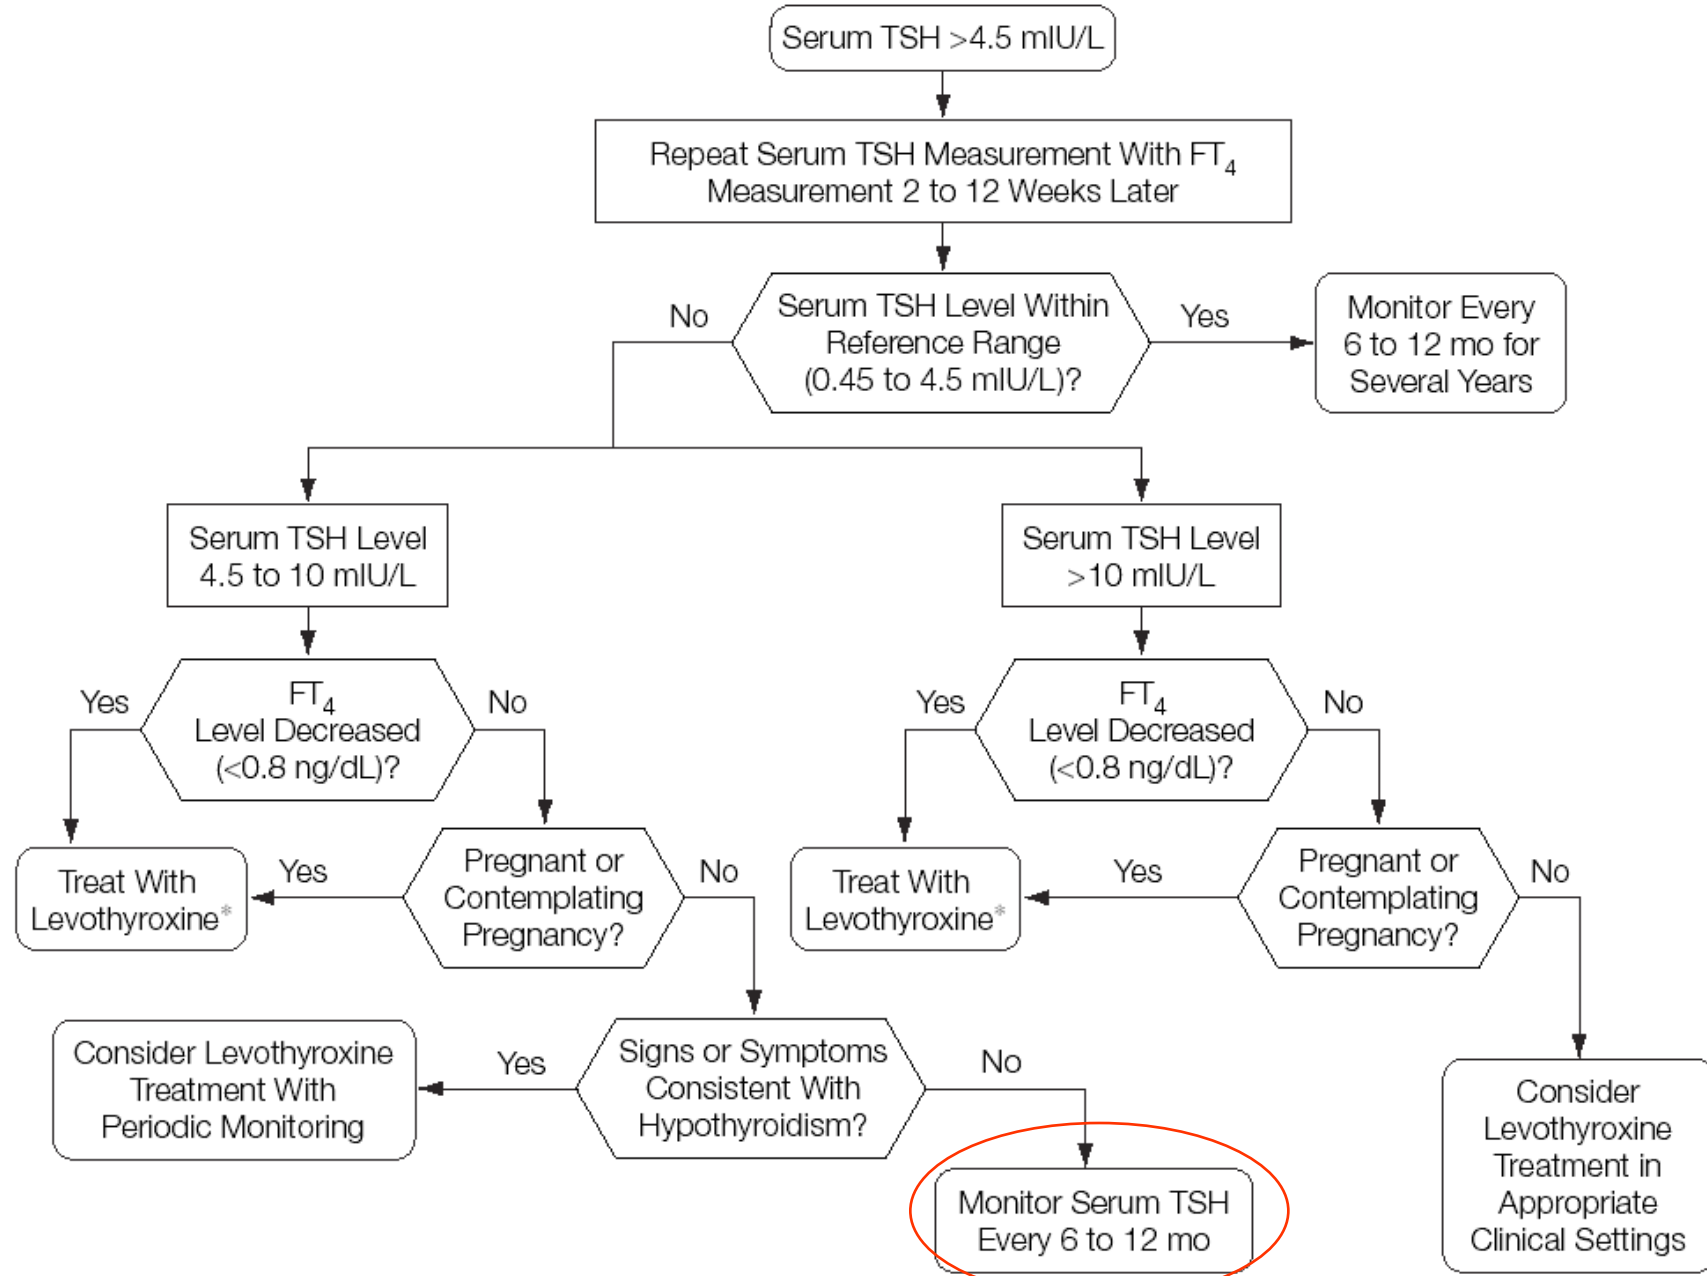 Serum TSH >4.5 mIU/L
Repeat Serum TSH Measurement With FT4
Measurement 2 to 12 Weeks Later
No
Serum TSH Level Within
Reference Range
(0.45 to 4.5 mIU/L)?
Yes
Monitor Every
6 to 12 mo for
Several Years
Serum TSH Level
4.5 to 10 mIU/L
Serum TSH Level
>10 mIU/L
Yes
FT4
Level Decreased
(<0.8 ng/dL)?
No
Yes
FT4
Level Decreased
(<0.8 ng/dL)?
No
Treat With
Levothyroxine*
Yes
Pregnant or
Contemplating
Pregnancy?
No
Treat With
Levothyroxine*
Yes
Pregnant or
Contemplating
Pregnancy?
No
Consider Levothyroxine
Treatment With
Periodic Monitoring
Yes
Signs or Symptoms
Consistent With
Hypothyroidism?
No
Monitor Serum TSH
Every 6 to 12 mo
Consider
Levothyroxine
Treatment in
Appropriate
Clinical Settings